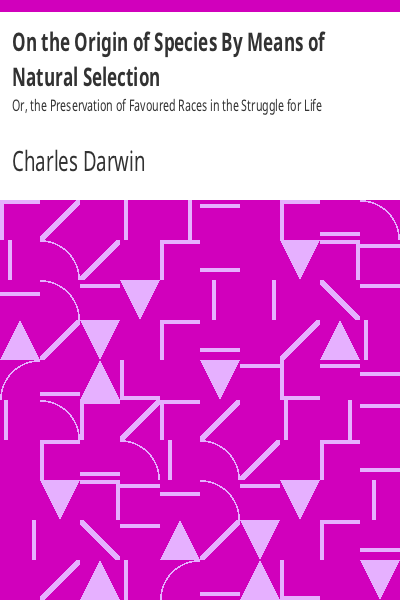 On the Origin of Species By Means of
Natural Selection
Or, the Preservation of Favoured Races in the Struggle for Life
Charles Darwin